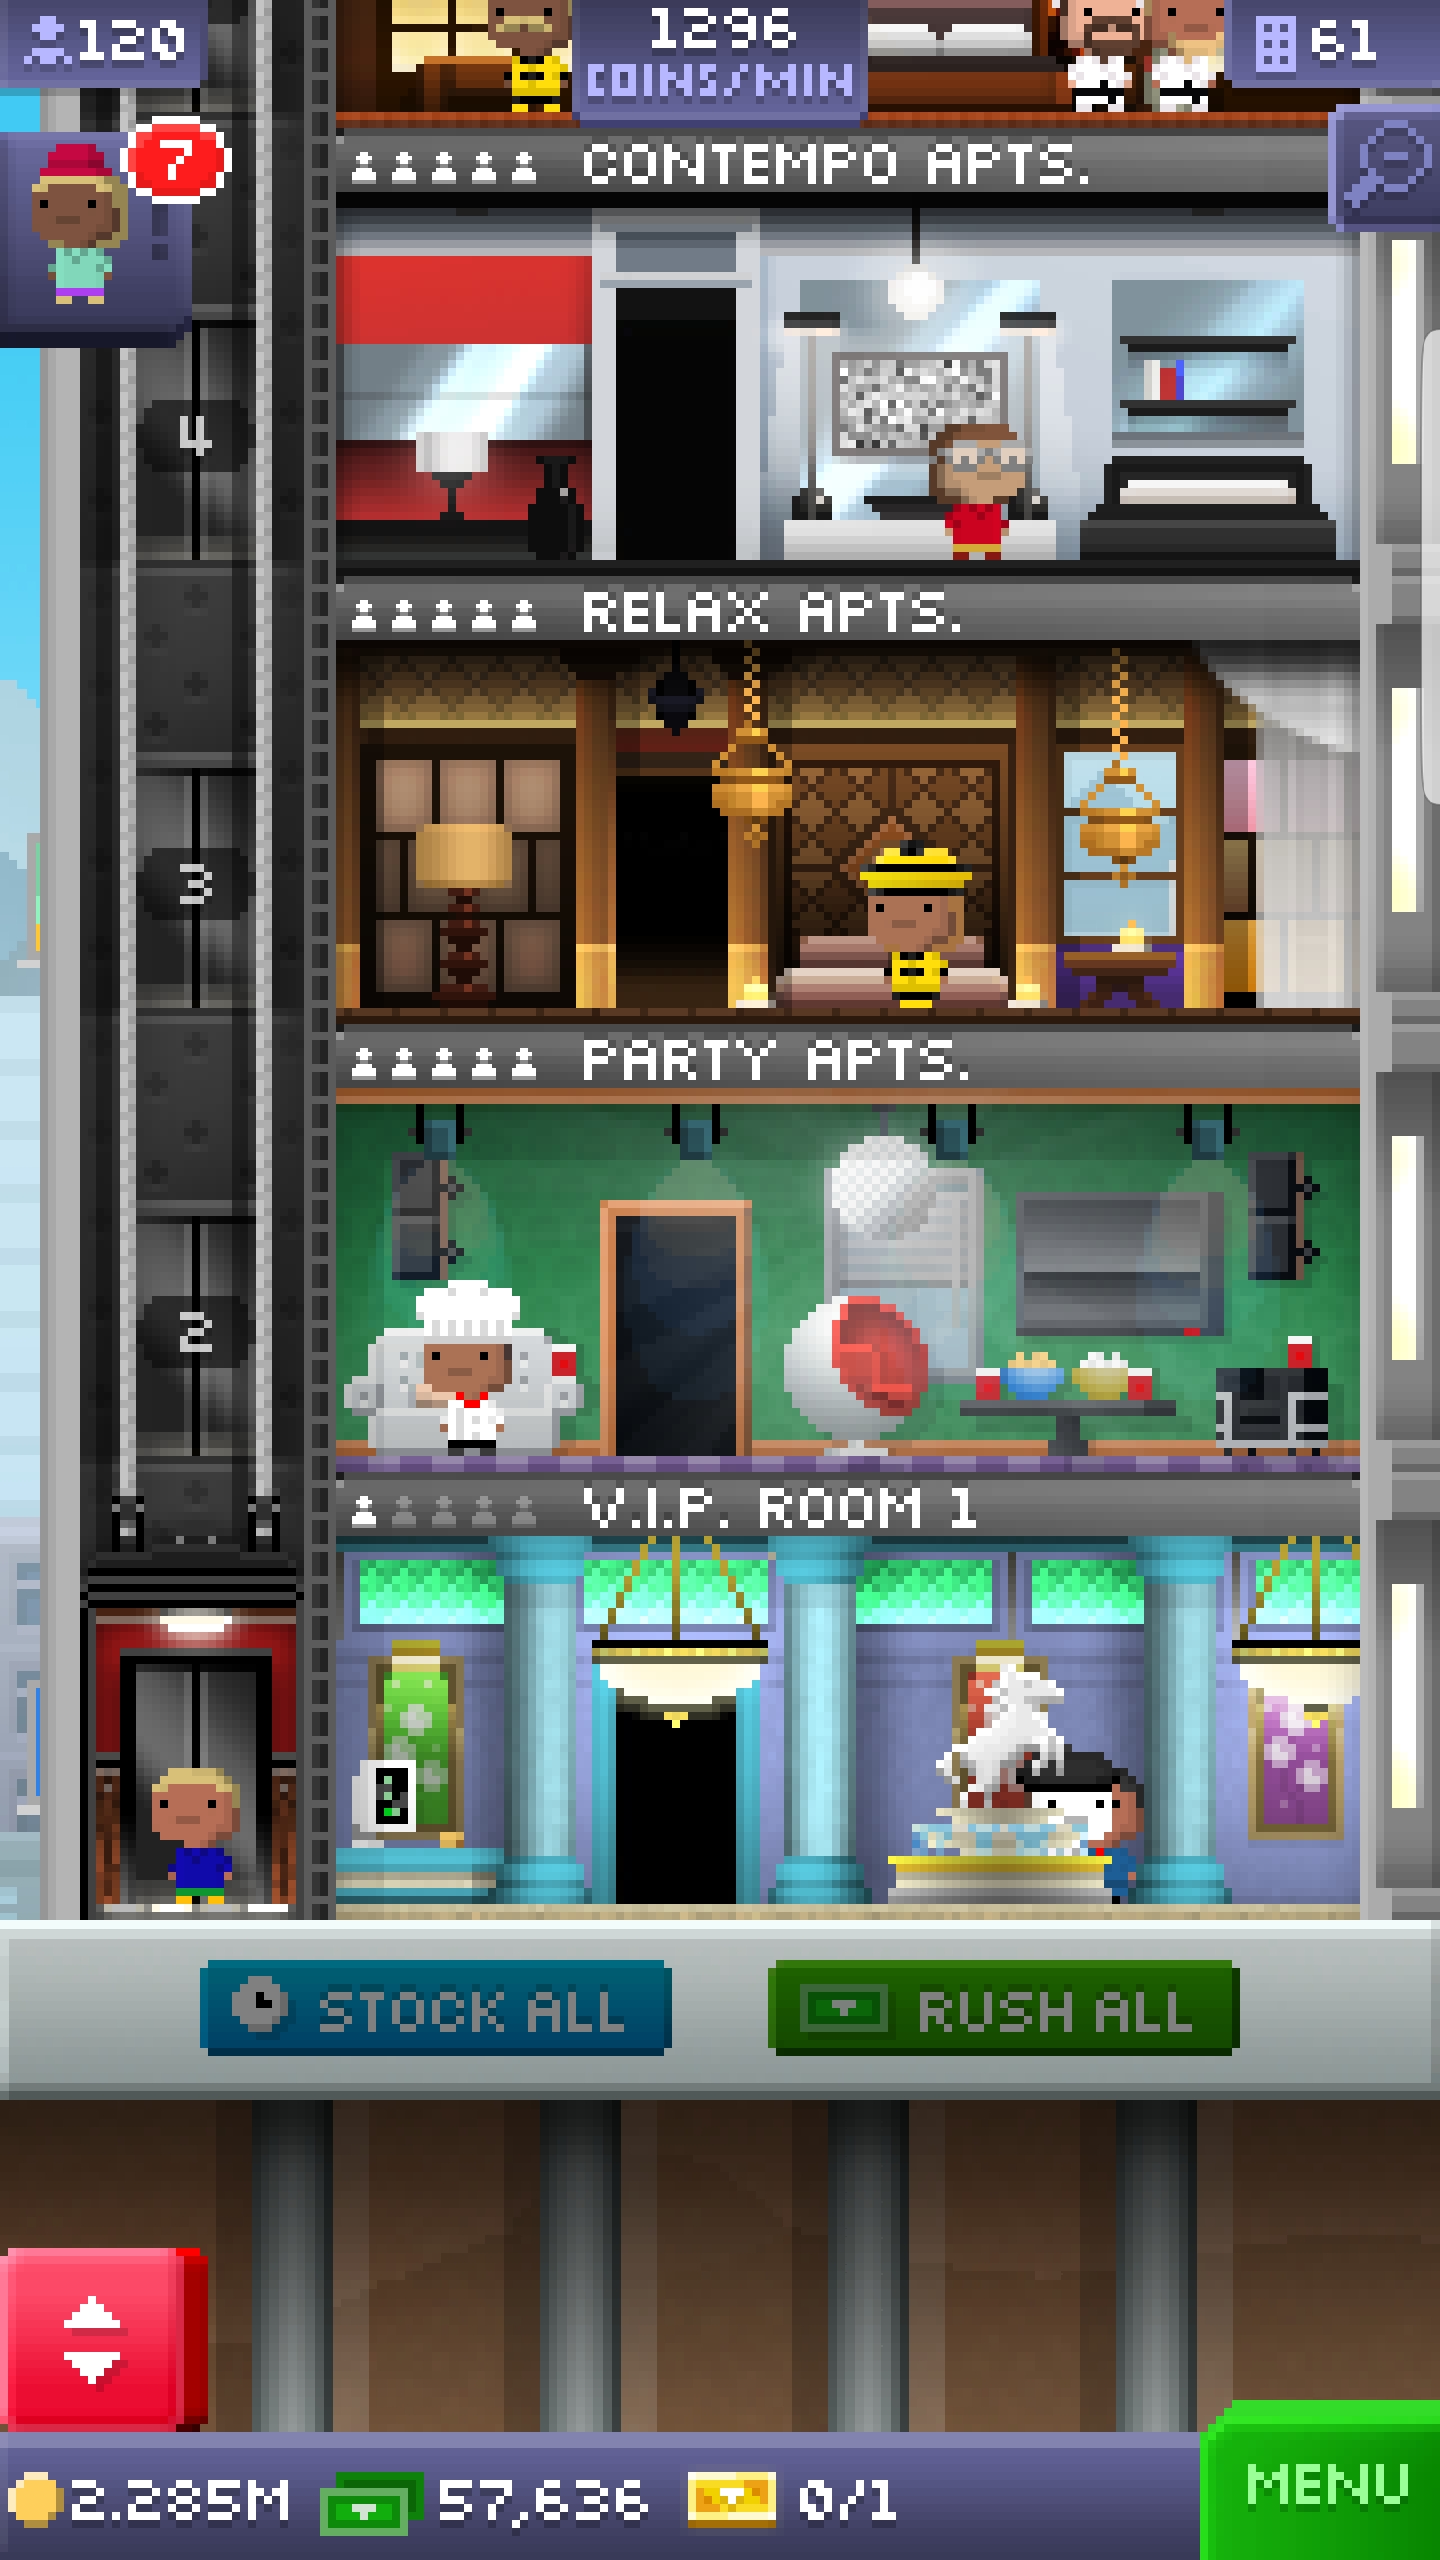 120
1296
COINS/MIN
61
7
CONTEMPO APTS.
4
RELAX APTS.
3
PARTY APTS.
2
V.I.P. ROOM 1
STOCK ALL
RUSH ALL
2.285M
57,636
0/1
MENU